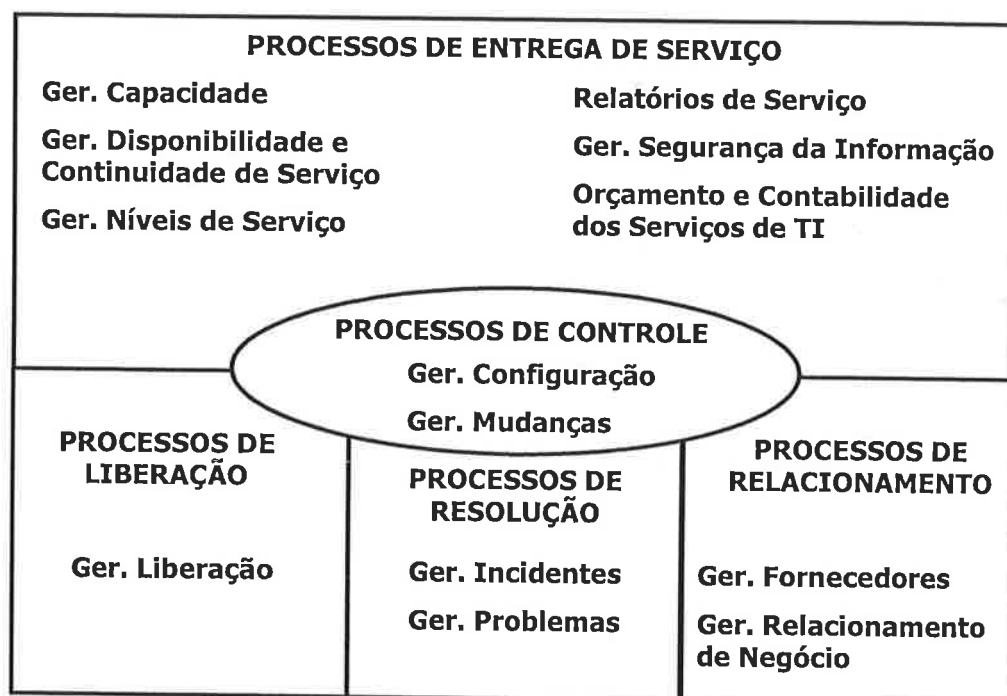 PROCESSOS DE ENTREGA DE SERVIÇO
Ger. Capacidade
Ger. Disponibilidade e
Continuidade de Serviço
Ger. Níveis de Serviço
Relatórios de Serviço
Ger. Segurança da Informação
Orçamento e Contabilidade
dos Serviços de TI
PROCESSOS DE CONTROLE
Ger. Configuração
Ger. Mudanças
PROCESSOS DE
LIBERAÇÃO
Ger. Liberação
PROCESSOS DE
RESOLUÇÃO
Ger. Incidentes
Ger. Problemas
PROCESSOS DE
RELACIONAMENTO
Ger. Fornecedores
Ger. Relacionamento
de Negócio